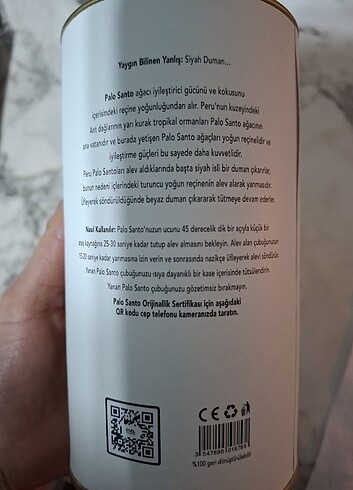 Yaygın Bilinen Yanlış: Siyah Duman...
Palo Santo ağacı iyileştirici gücünü ve kokusunu
içerisindeki reçine yoğunluğundan alır. Peru'nun kuzeyindeki
Ant dağlarının yarı kurak tropikal ormanları Palo Santo ağacının
ana vatanıdır ve burada yetişen Palo Santo ağaçları yoğun reçinelidir ve
iyileştirme güçleri bu sayede daha kuvvetlidir.
Peru Palo Santoları alev aldıklarında başta siyah isli bir duman çıkarırlar,
bunun nedeni içlerindeki turuncu yoğun reçinenin alev alarak yanmasıdır.
Üfleyerek söndürüldüğünde beyaz duman çıkararak tütmeye devam ederler.
Nasıl Kullanılır: Palo Santo'nuzun ucunu 45 derecelik dik bir açıyla küçük bir
ateş kaynağına 25-30 saniye kadar tutup alev almasını bekleyin. Alev alan çubuğunuzun
15-20 saniye kadar yanmasına izin verin ve sonrasında nazikçe üfleyerek alevi söndürün.
Yanan Palo Santo çubuğunuzu ısıya dayanıklı bir kase içerisinde tütsülendirin.
Yanan Palo Santo çubuğunuzu gözetimsiz bırakmayın.
Palo Santo Orijinallik Sertifikası için aşağıdaki
QR kodu cep telefonu kameranızda taratın.
CE
%100 geri dönüştürülebilir